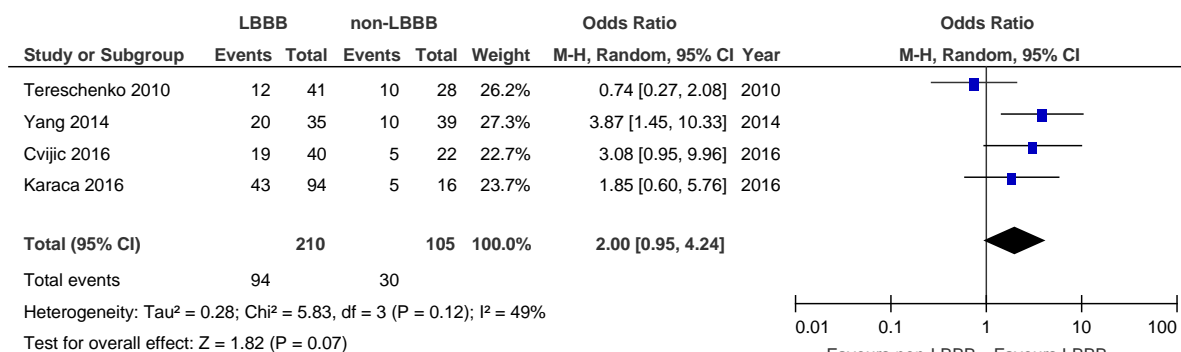 LBBB non-LBBB Odds Ratio Odds Ratio
Study or Subgroup Events Total Events Total Weight M-H, Random, 95% CI Year M-H, Random, 95% CI
Tereschenko 2010 12 41 10 28 26.2% 0.74 [0.27, 2.08] 2010
Yang 2014 20 35 10 39 27.3% 3.87 [1.45, 10.33] 2014
Cvijic 2016 19 40 5 22 22.7% 3.08 [0.95, 9.96] 2016
Karaca 2016 43 94 5 16 23.7% 1.85 [0.60, 5.76] 2016
Total (95% CI) 210 105 100.0% 2.00 [0.95, 4.24]
Total events 94 30
Heterogeneity: Tau² = 0.28; Chi² = 5.83, df = 3 (P = 0.12); I² = 49%
Test for overall effect: Z = 1.82 (P = 0.07)
0.01 0.1 1 10 100
Favours non-LBBB Favours LBBB